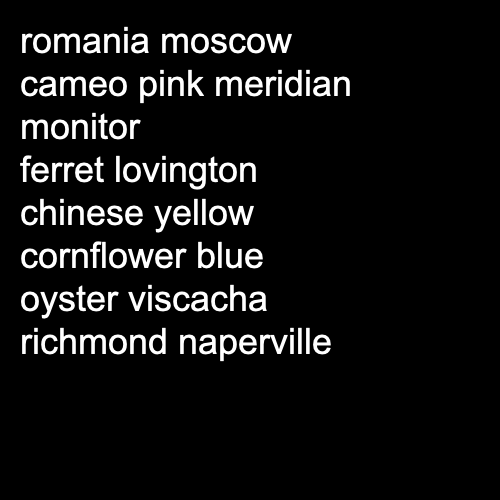 romania moscow
cameo pink meridian
monitor
ferret lovington
chinese yellow
cornflower blue
oyster viscacha
richmond naperville